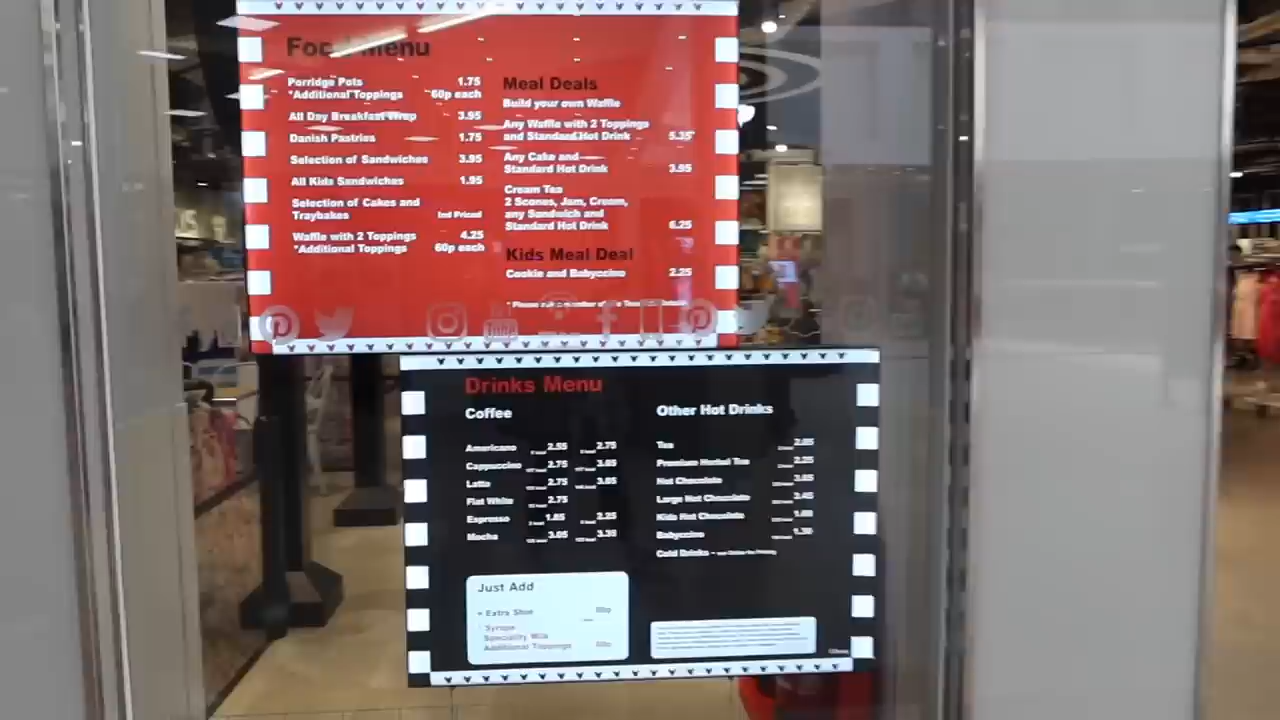 Food Menu
Porridge Pots 1.75
*Additional Toppings 60p each
All Day Breakfast Wrap 3.95
Danish Pastries 1.75
Selection of Sandwiches 3.95
All Kids Sandwiches 1.95
Selection of Cakes and
Traybakes Ind Priced
Waffle with 2 Toppings 4.25
*Additional Toppings 60p each
Meal Deals
Build your own Waffle
Any Waffle with 2 Toppings
and Standard Hot Drink 5.35*
Any Cake and
Standard Hot Drink 3.95
Cream Tea
2 Scones, Jam, Cream,
any Sandwich and
Standard Hot Drink 6.25
Kids Meal Deal
Cookie and Babyccino 2.25
* Please
Drinks Menu
Coffee
Americano 2.55 2.75
Cappuccino 2.75 3.05
Latte 2.75 3.05
Flat White 2.75
Espresso 1.85 2.25
Mocha 3.05 3.35
Other Hot Drinks
Tea
Premium Herbal Tea
Hot Chocolate
Large Hot Chocolate 3.45
Kids Hot Chocolate
Babyccino
Cold Drinks -
Just Add
Extra Shot
Syrups
Speciality Milk
Additional Toppings